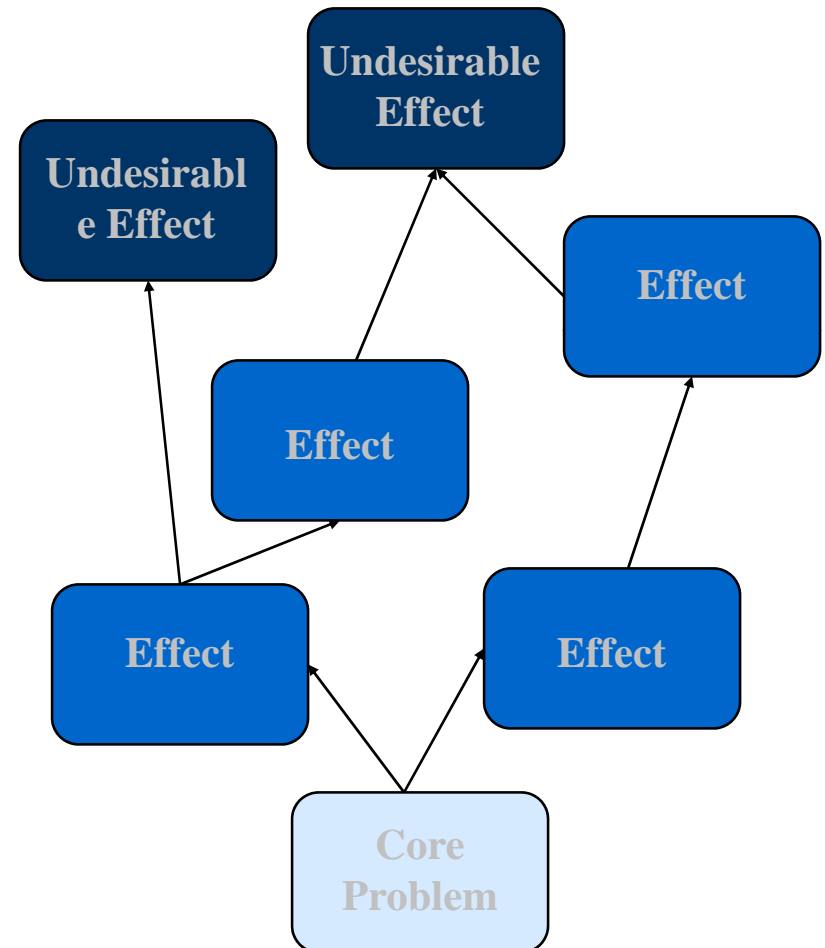 Undesirable
Effect
Undesirabl
e Effect
Effect
Effect
Effect
Effect
Core
Problem